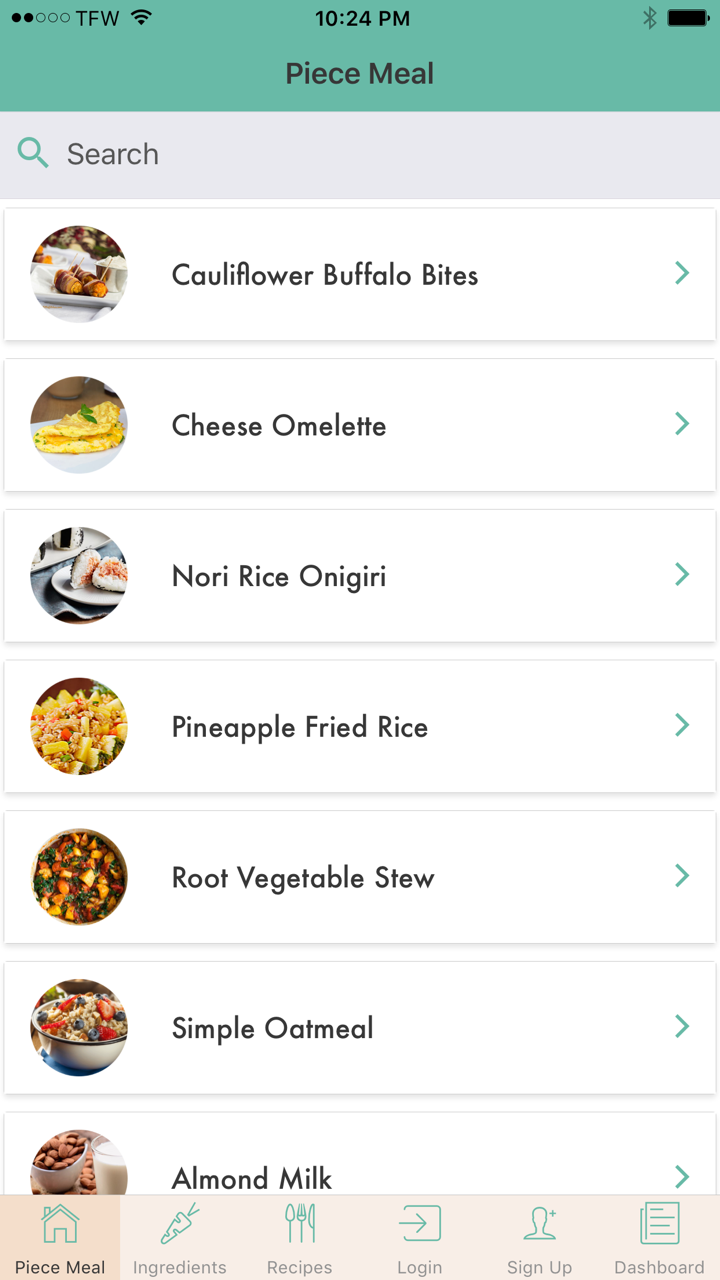 TFW 10:24 PM
Piece Meal
Search
Cauliflower Buffalo Bites
Cheese Omelette
Nori Rice Onigiri
Pineapple Fried Rice
Root Vegetable Stew
Simple Oatmeal
Almond Milk
Piece Meal Ingredients Recipes Login Sign Up Dashboard